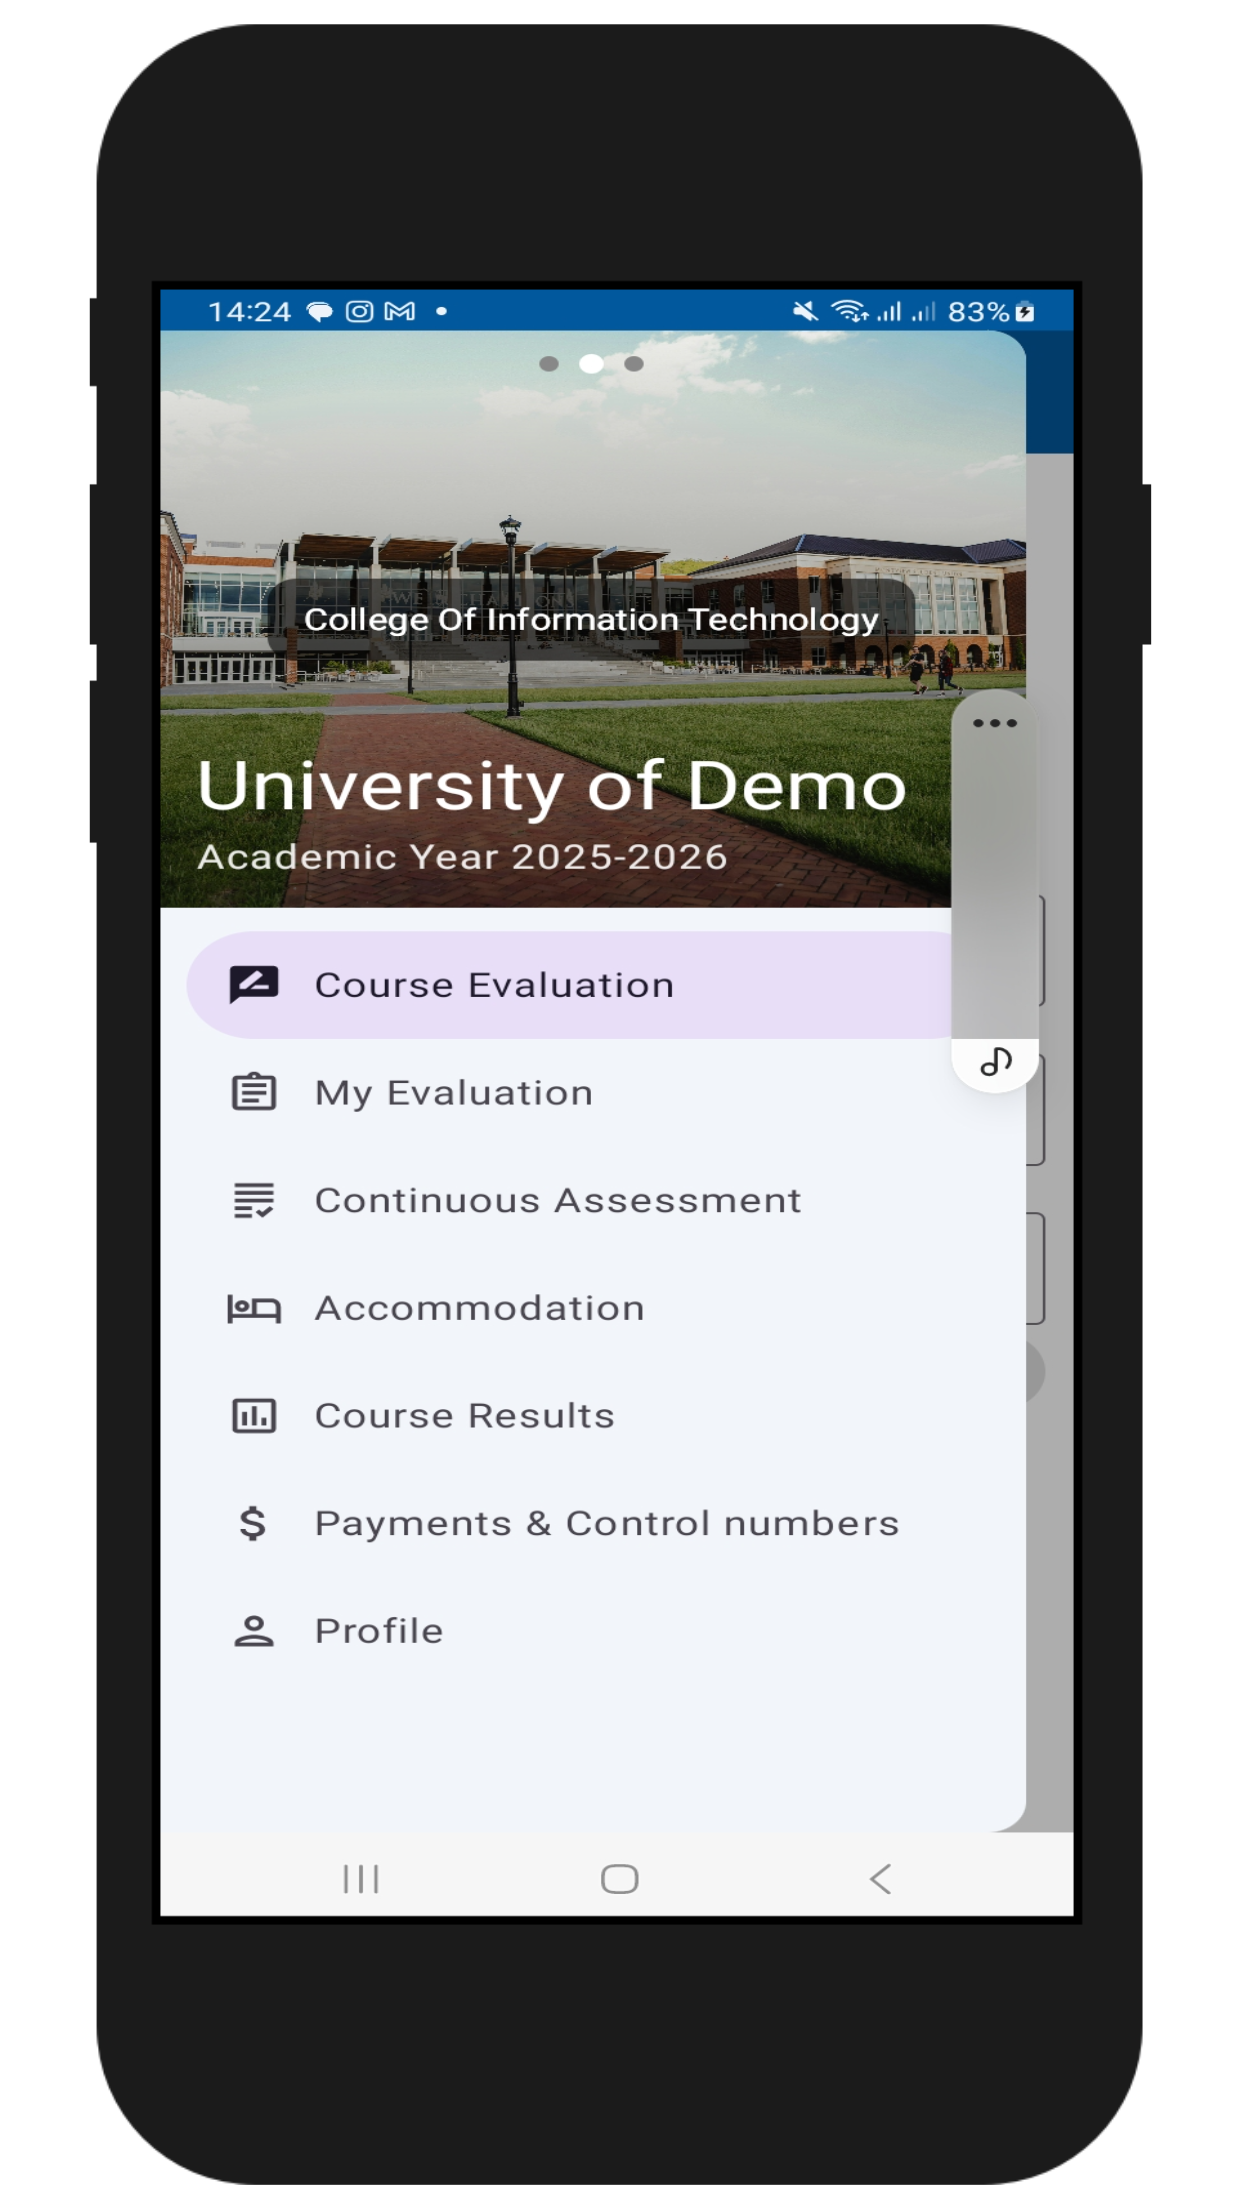 14:24
83%
College Of Information Technology
University of Demo
Academic Year 2025-2026
Course Evaluation
My Evaluation
Continuous Assessment
Accommodation
Course Results
Payments & Control numbers
Profile